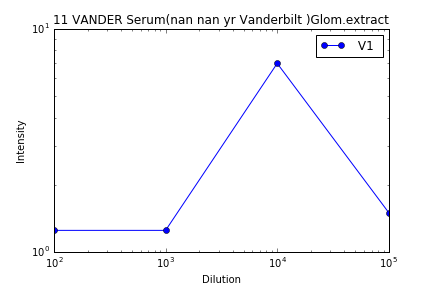 11 VANDER Serum(nan nan yr Vanderbilt )Glom.extract
10¹
V1
Intensity
10⁰
10² 10³ 10⁴ 10⁵
Dilution